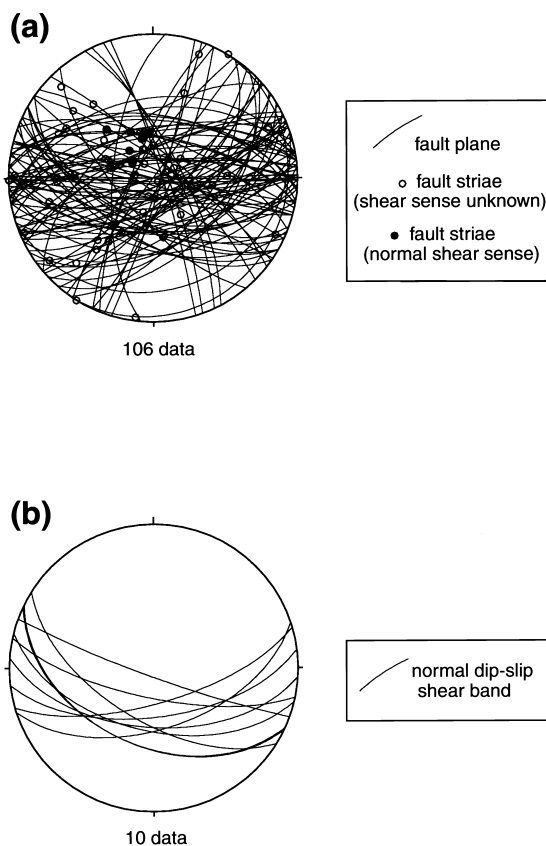 (a)
fault plane
fault striae
(shear sense unknown)
fault striae
(normal shear sense)
106 data
(b)
normal dip-slip
shear band
10 data